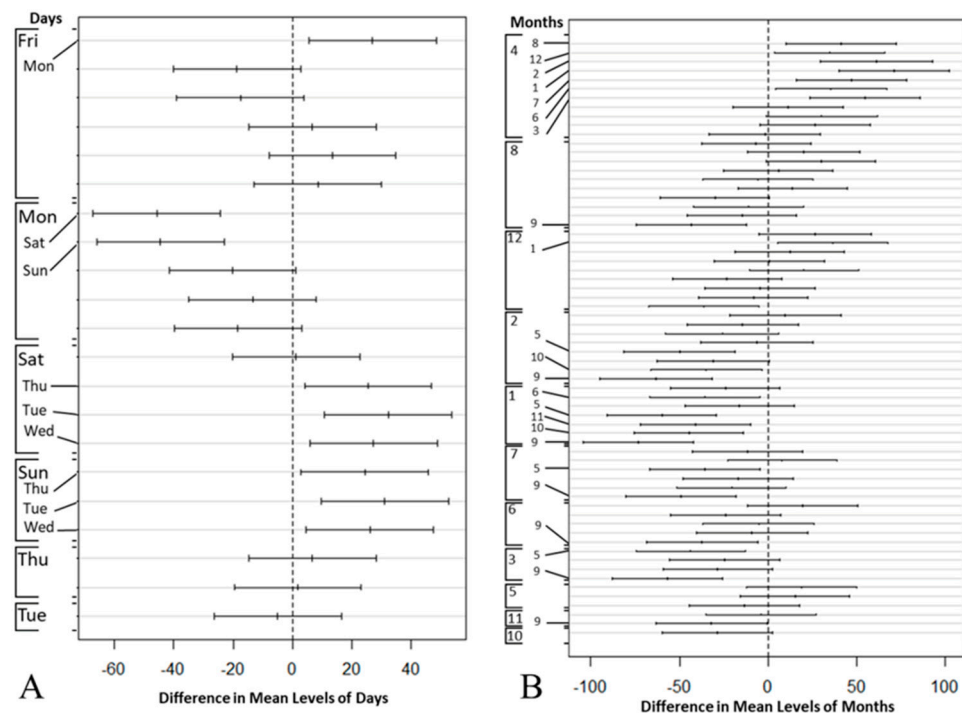 Days
Fri
Mon
Mon
Sat
Sun
Sat
Thu
Tue
Wed
Sun
Thu
Tue
Wed
Thu
Tue
-60 -40 -20 0 20 40
A
Difference in Mean Levels of Days
Months
4
8
12
2
1
7
6
3
8
9
12
1
2
5
10
9
1
6
5
11
10
9
7
5
9
6
9
3
5
9
5
11
9
10
-100 -50 0 50 100
B
Difference in Mean Levels of Months